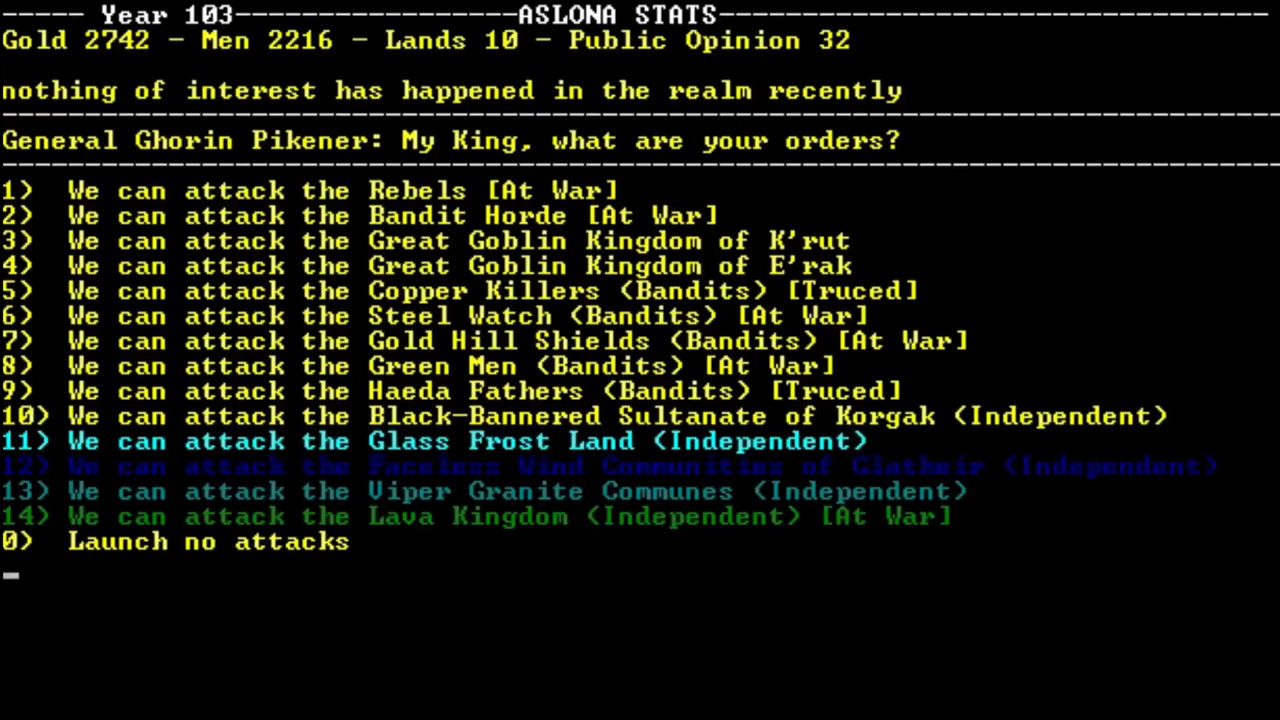 ----- Year 103-----------------ASLONA STATS---------------------------------
Gold 2742 - Men 2216 - Lands 10 - Public Opinion 32
nothing of interest has happened in the realm recently
-----------------------------------------------------------------------------
General Ghorin Pikener: My King, what are your orders?
-----------------------------------------------------------------------------
1)  We can attack the Rebels [At War]
2)  We can attack the Bandit Horde [At War]
3)  We can attack the Great Goblin Kingdom of K'rut
4)  We can attack the Great Goblin Kingdom of E'rak
5)  We can attack the Copper Killers (Bandits) [Truced]
6)  We can attack the Steel Watch (Bandits) [At War]
7)  We can attack the Gold Hill Shields (Bandits) [At War]
8)  We can attack the Green Men (Bandits) [At War]
9)  We can attack the Haeda Fathers (Bandits) [Truced]
10) We can attack the Black-Bannered Sultanate of Korgak (Independent)
11) We can attack the Glass Frost Land (Independent)
12) We can attack the Faceless Wind Communities of Glatheir (Independent)
13) We can attack the Viper Granite Communes (Independent)
14) We can attack the Lava Kingdom (Independent) [At War]
0)  Launch no attacks